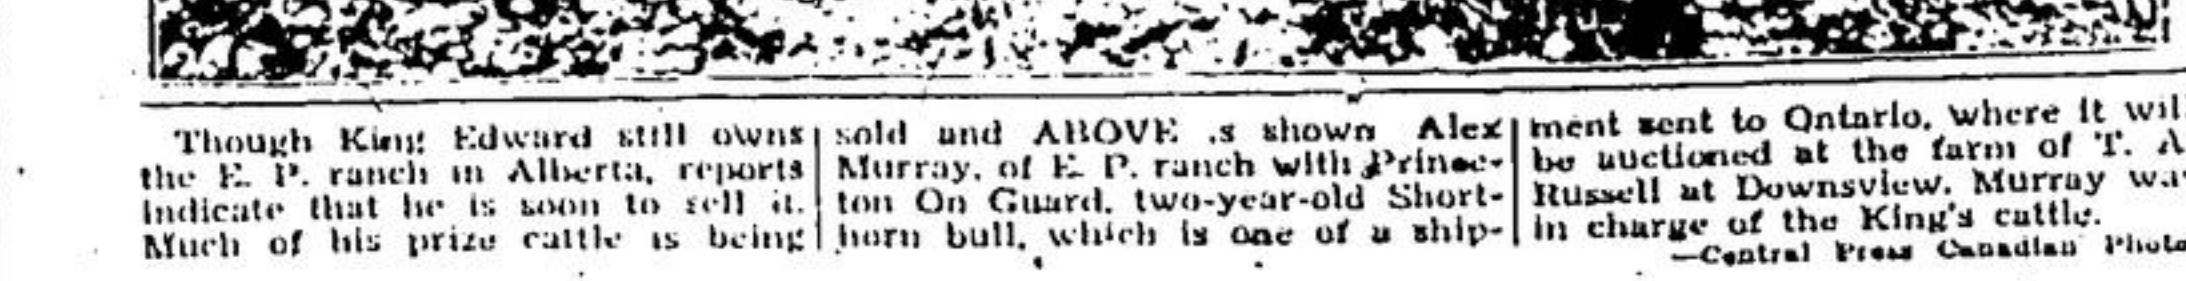 Though King Edward still owns
the E. P. ranch in Alberta, reports
indicate that he is soon to sell it.
Much of his prize cattle is being
sold and ABOVE .s shown Alex
Murray, of E. P. ranch with Prince-
ton On Guard, two-year-old Short-
horn bull, which is one of a ship-
ment sent to Ontario, where it wil
be auctioned at the farm of T. A
Russell at Downsview. Murray wa
in charge of the King's cattle.
—Central Press Canadian Photo